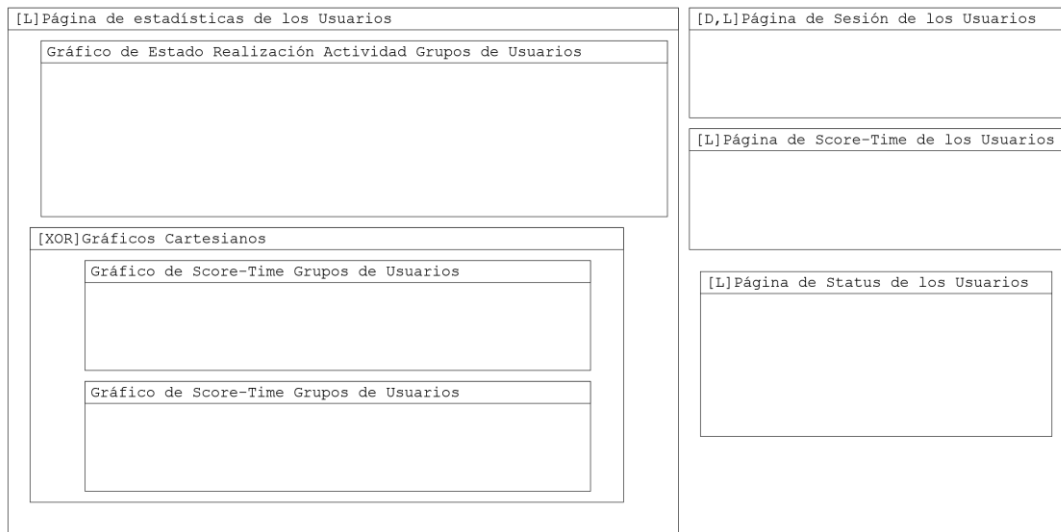 [L]Página de estadísticas de los Usuarios
Gráfico de Estado Realización Actividad Grupos de Usuarios
[XOR]Gráficos Cartesianos
Gráfico de Score-Time Grupos de Usuarios
Gráfico de Score-Time Grupos de Usuarios
[D,L]Página de Sesión de los Usuarios
[L]Página de Score-Time de los Usuarios
[L]Página de Status de los Usuarios